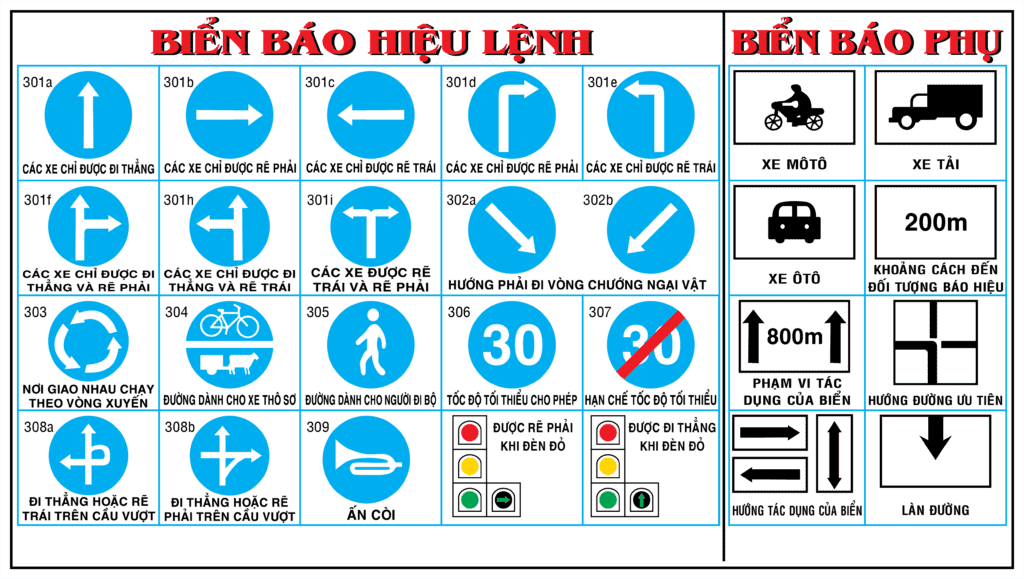 BIỂN BÁO HIỆU LỆNH
301a
CÁC XE CHỈ ĐƯỢC ĐI THẲNG
301b
CÁC XE CHỈ ĐƯỢC RẼ PHẢI
301c
CÁC XE CHỈ ĐƯỢC RẼ TRÁI
301d
CÁC XE CHỈ ĐƯỢC RẼ PHẢI
301e
CÁC XE CHỈ ĐƯỢC RẼ TRÁI
301f
CÁC XE CHỈ ĐƯỢC ĐI
THẲNG VÀ RẼ PHẢI
301h
CÁC XE CHỈ ĐƯỢC ĐI
THẲNG VÀ RẼ TRÁI
301i
CÁC XE ĐƯỢC RẼ
TRÁI VÀ RẼ PHẢI
302a
302b
HƯỚNG PHẢI ĐI VÒNG CHƯỚNG NGẠI VẬT
303
NƠI GIAO NHAU CHẠY
THEO VÒNG XUYẾN
304
ĐƯỜNG DÀNH CHO XE THÔ SƠ
305
ĐƯỜNG DÀNH CHO NGƯỜI ĐI BỘ
306
30
TỐC ĐỘ TỐI THIỂU CHO PHÉP
307
30
HẠN CHẾ TỐC ĐỘ TỐI THIỂU
308a
ĐI THẲNG HOẶC RẼ
TRÁI TRÊN CẦU VƯỢT
308b
ĐI THẲNG HOẶC RẼ
PHẢI TRÊN CẦU VƯỢT
309
ẤN CÒI
ĐƯỢC RẼ PHẢI
KHI ĐÈN ĐỎ
ĐƯỢC ĐI THẲNG
KHI ĐÈN ĐỎ
BIỂN BÁO PHỤ
XE MÔTÔ
XE TẢI
XE ÔTÔ
200m
KHOẢNG CÁCH ĐẾN
ĐỐI TƯỢNG BÁO HIỆU
800m
PHẠM VI TÁC
DỤNG CỦA BIỂN
HƯỚNG ĐƯỜNG ƯU TIÊN
HƯỚNG TÁC DỤNG CỦA BIỂN
LÀN ĐƯỜNG